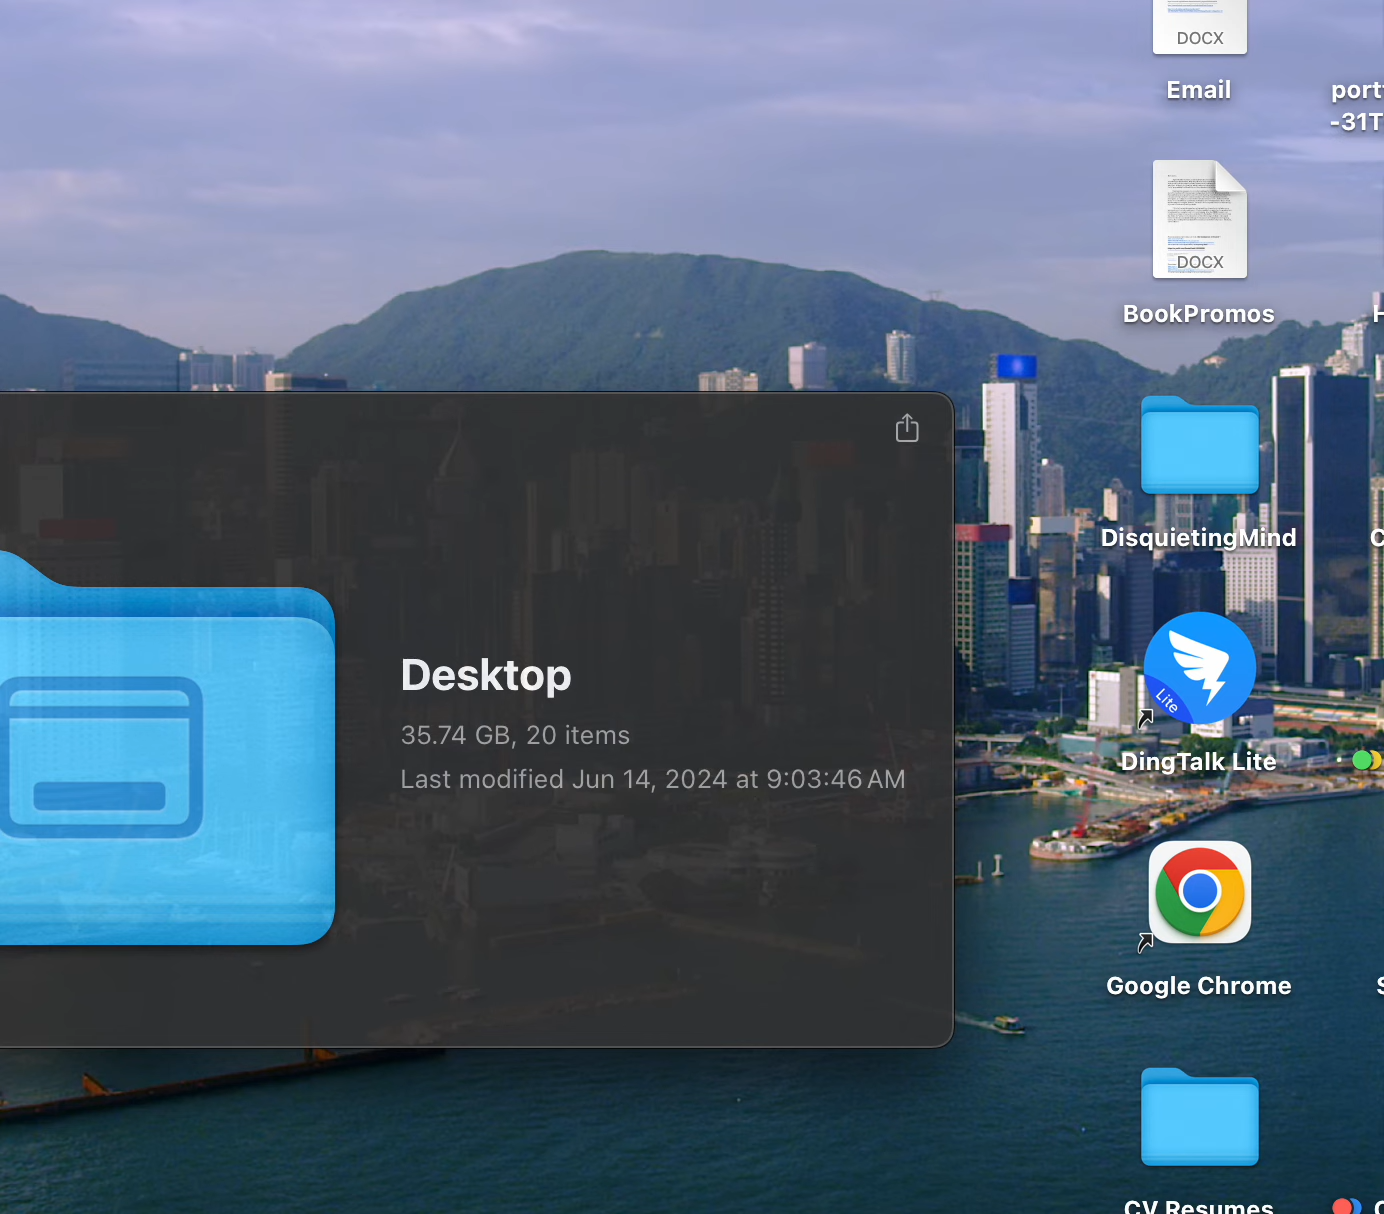 DOCX
Email
-31T
DOCX
BookPromos
DisquietingMind
Desktop
35.74 GB, 20 items
Last modified Jun 14, 2024 at 9:03:46 AM
Lite
DingTalk Lite
Google Chrome
CV Resumes